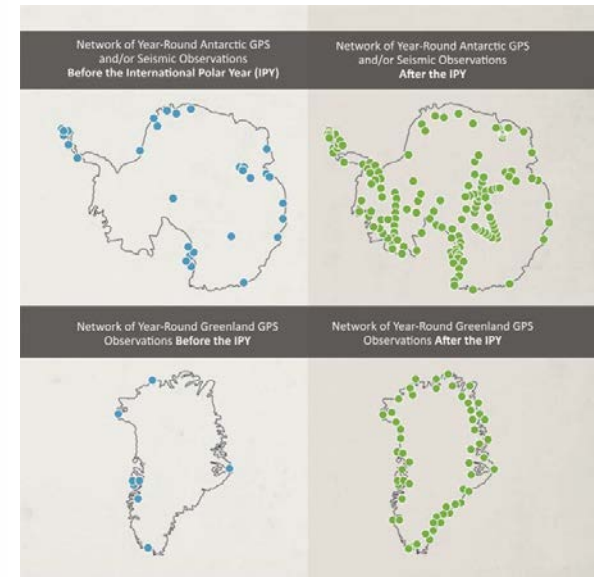 Network of Year-Round Antarctic GPS
and/or Seismic Observations
Before the International Polar Year (IPY)
Network of Year-Round Antarctic GPS
and/or Seismic Observations
After the IPY
Network of Year-Round Greenland GPS
Observations Before the IPY
Network of Year-Round Greenland GPS
Observations After the IPY